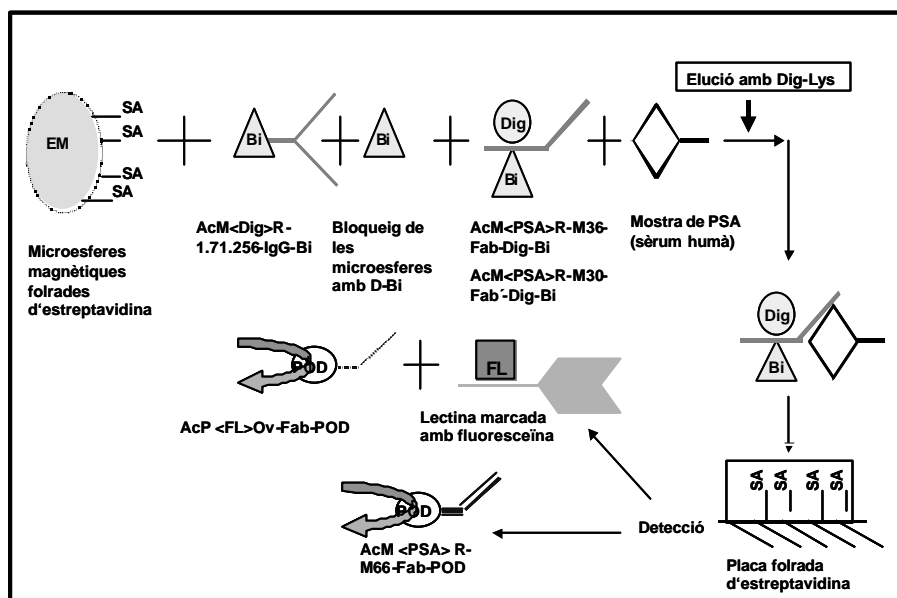 Elució amb Dig-Lys
SA
SA
SA
SA
EM
Bi
Bi
Dig
Bi
Microesferes
magnètiques
folrades
d'estreptavidina
AcM<Dig>R-
1.71.256-IgG-Bi
Bloqueig de
les
microesferes
amb D-Bi
AcM<PSA>R-M36-
Fab-Dig-Bi
AcM<PSA>R-M30-
Fab´-Dig-Bi
Mostra de PSA
(sèrum humà)
Dig
Bi
POD
FL
AcP <FL>Ov-Fab-POD
Lectina marcada
amb fluoresceïna
SA
SA
SA
SA
POD
Detecció
AcM <PSA> R-
M66-Fab-POD
Placa folrada
d'estreptavidina